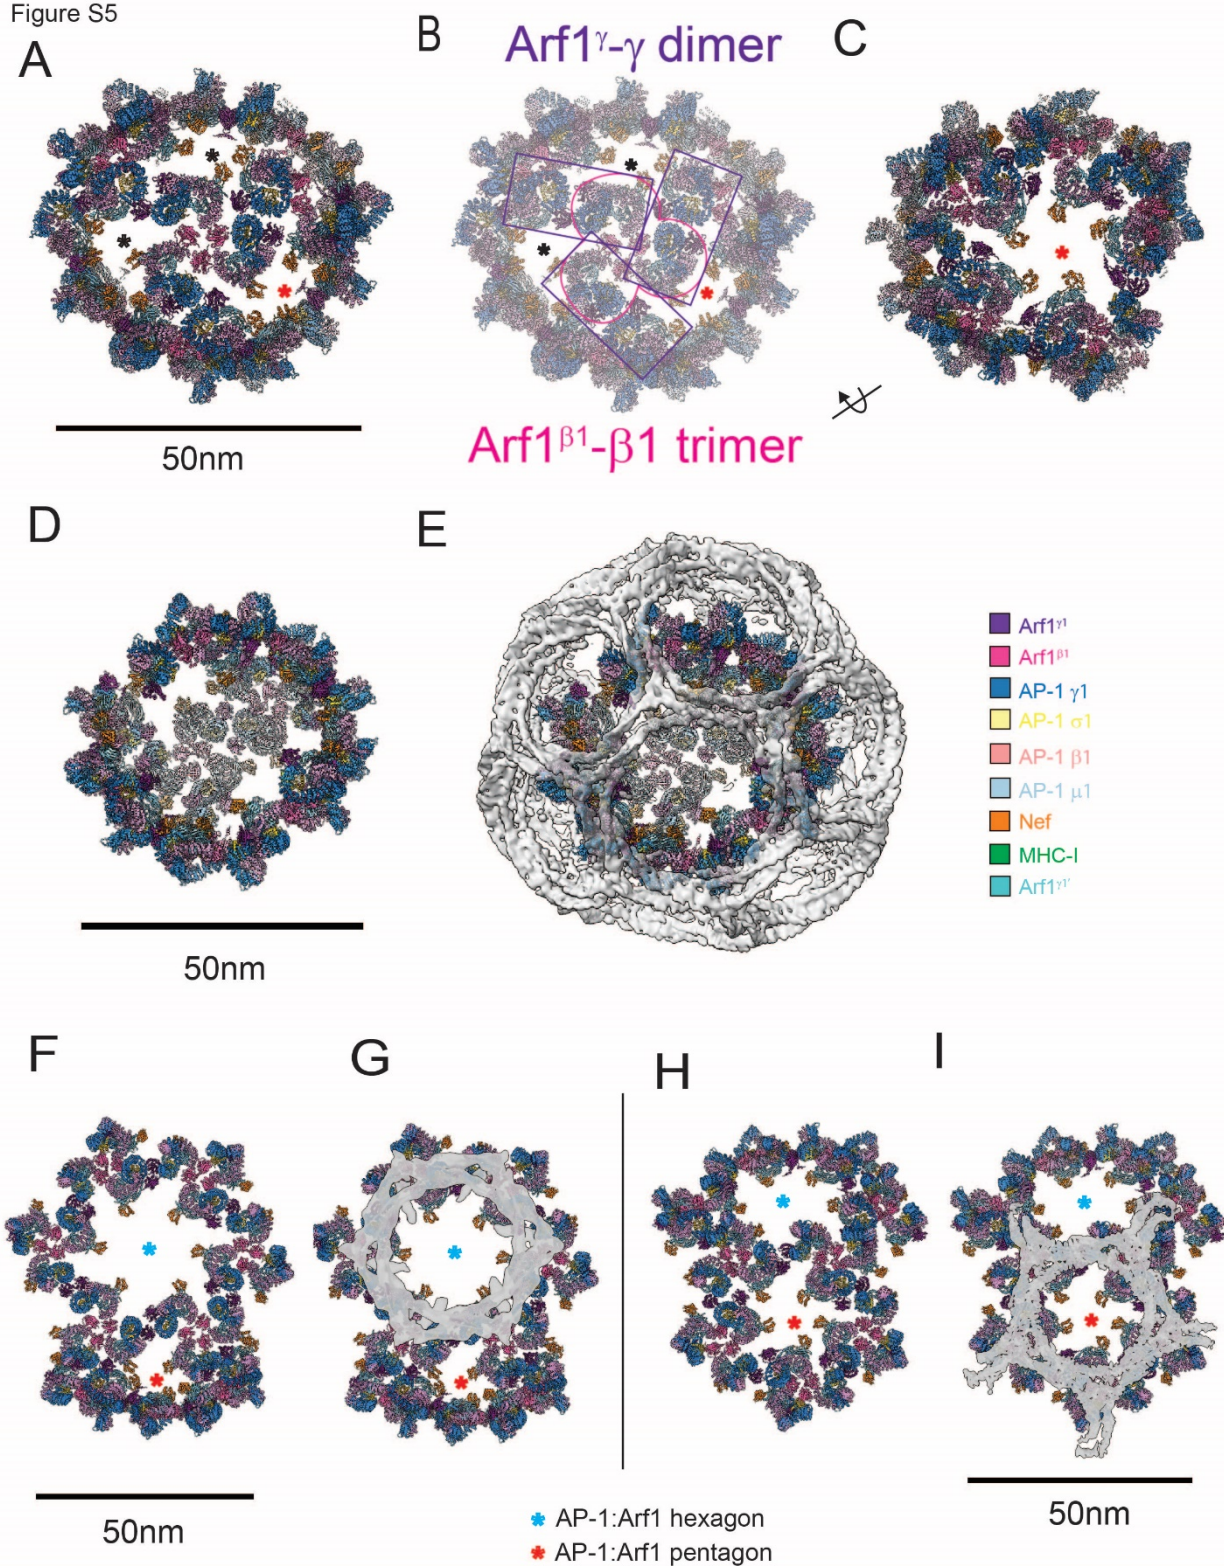 Figure S5
A
B
Arf1γ-γ dimer
C
50nm
Arf1β1-β1 trimer
D
E
50nm
Arf1γ1
Arf1β1
AP-1 γ1
AP-1 σ1
AP-1 β1
AP-1 μ1
Nef
MHC-I
Arf1γ1'
F
G
H
I
50nm
50nm
* AP-1:Arf1 hexagon
* AP-1:Arf1 pentagon